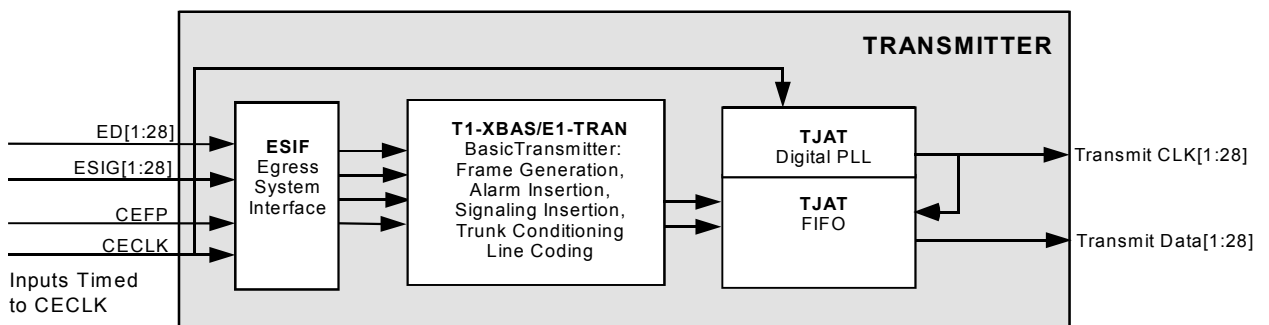 TRANSMITTER
ED[1:28]
ESIG[1:28]
CEFP
CECLK
Inputs Timed
to CECLK
ESIF
Egress
System
Interface
T1-XBAS/E1-TRAN
BasicTransmitter:
Frame Generation,
Alarm Insertion,
Signaling Insertion,
Trunk Conditioning
Line Coding
TJAT
Digital PLL
TJAT
FIFO
Transmit CLK[1:28]
Transmit Data[1:28]